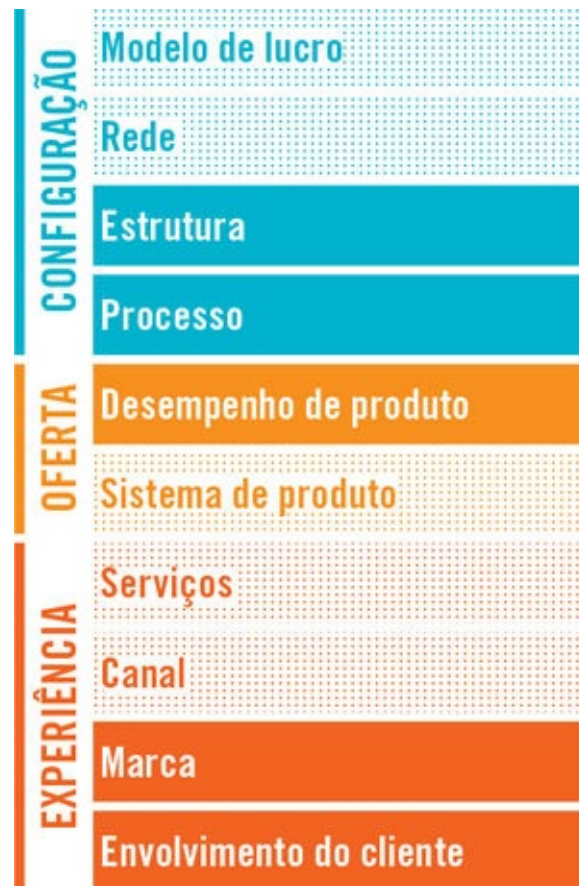 CONFIGURAÇÃO
Modelo de lucro
Rede
Estrutura
Processo
OFERTA
Desempenho de produto
Sistema de produto
EXPERIÊNCIA
Serviços
Canal
Marca
Envolvimento do cliente